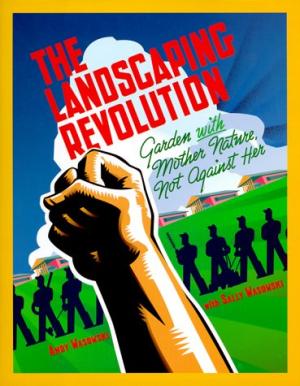 THE
LANDSCAPING
REVOLUTION
Garden with
Mother Nature,
Not Against Her
ANDY WASOWSKI
with SALLY WASOWSKI